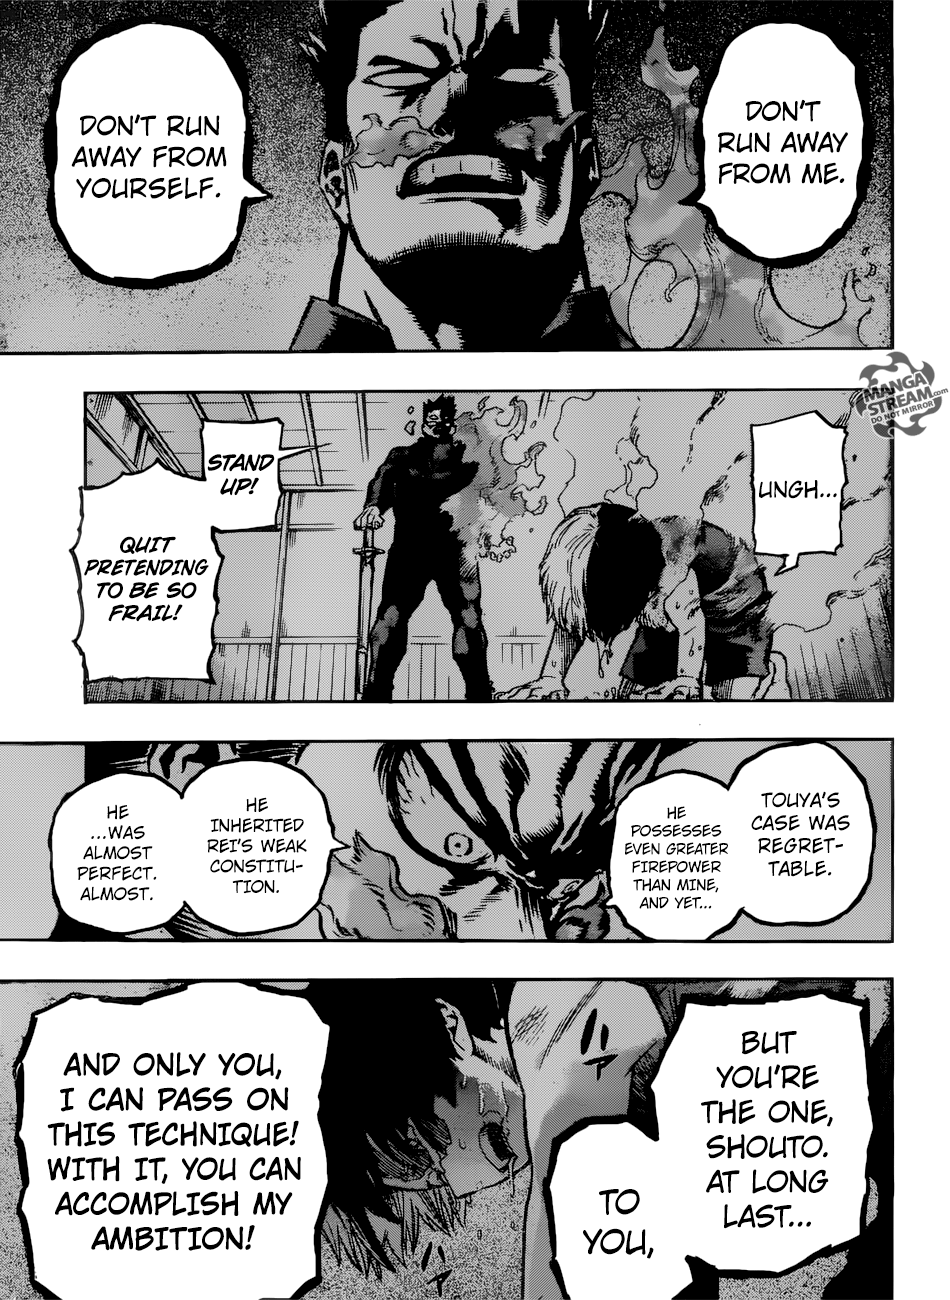 DON'T
RUN AWAY
FROM ME.
DON'T RUN
AWAY FROM
YOURSELF.
MANGA
STREAM.com
DO NOT MIRROR
UNGH...
STAND
UP!
QUIT
PRETENDING
TO BE SO
FRAIL!
TOUYA'S
CASE WAS
REGRET-
TABLE.
HE
POSSESSES
EVEN GREATER
FIREPOWER
THAN MINE,
AND YET...
HE
INHERITED
REI'S WEAK
CONSTITU-
TION.
HE
...WAS
ALMOST
PERFECT.
ALMOST.
BUT
YOU'RE
THE ONE,
SHOUTO.
AT LONG
LAST...
TO
YOU,
AND ONLY YOU,
I CAN PASS ON
THIS TECHNIQUE!
WITH IT, YOU CAN
ACCOMPLISH MY
AMBITION!